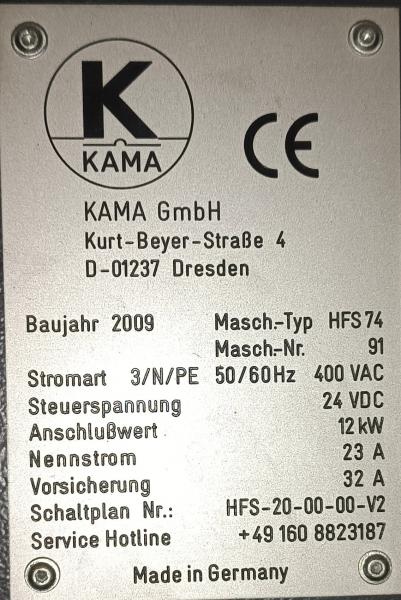 K
KAMA
CE
KAMA GmbH
Kurt-Beyer-Straße 4
D-01237 Dresden
Baujahr 2009 Masch.-Typ HFS 74
Masch.-Nr. 91
Stromart 3/N/PE 50/60Hz 400 VAC
Steuerspannung 24 VDC
Anschlußwert 12 kW
Nennstrom 23 A
Vorsicherung 32 A
Schaltplan Nr.: HFS-20-00-00-V2
Service Hotline +49 160 8823187
Made in Germany